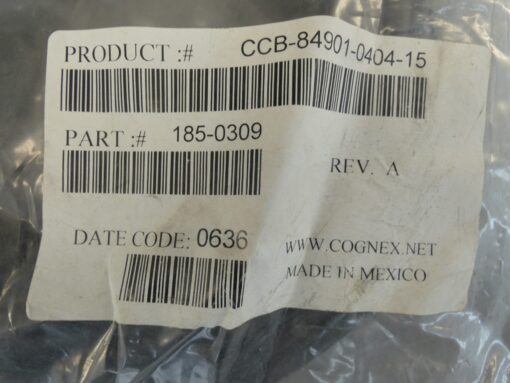 PRODUCT :# CCB-84901-0404-15
PART :# 185-0309
REV. A
DATE CODE: 0636
WWW.COGNEX.NET
MADE IN MEXICO